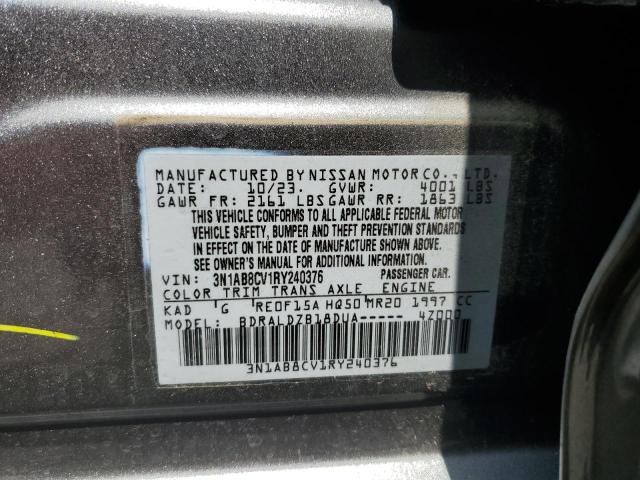 MANUFACTURED BY NISSAN MOTOR CO., LTD.
DATE: 10/23. GVWR: 4001 LBS
GAWR FR: 2161 LBS GAWR RR: 1863 LBS
THIS VEHICLE CONFORMS TO ALL APPLICABLE FEDERAL MOTOR
VEHICLE SAFETY, BUMPER AND THEFT PREVENTION STANDARDS
IN EFFECT ON THE DATE OF MANUFACTURE SHOWN ABOVE.
SEE OWNER'S MANUAL FOR ADDITIONAL INFORMATION.
VIN: 3N1AB8CV1RY240376 PASSENGER CAR.
COLOR TRIM TRANS AXLE ENGINE
KAD G RE0F15A HQ50 MR20 1997 CC
MODEL: BDRALDZB18DUA----- 4Z000
3N1AB8CV1RY240376